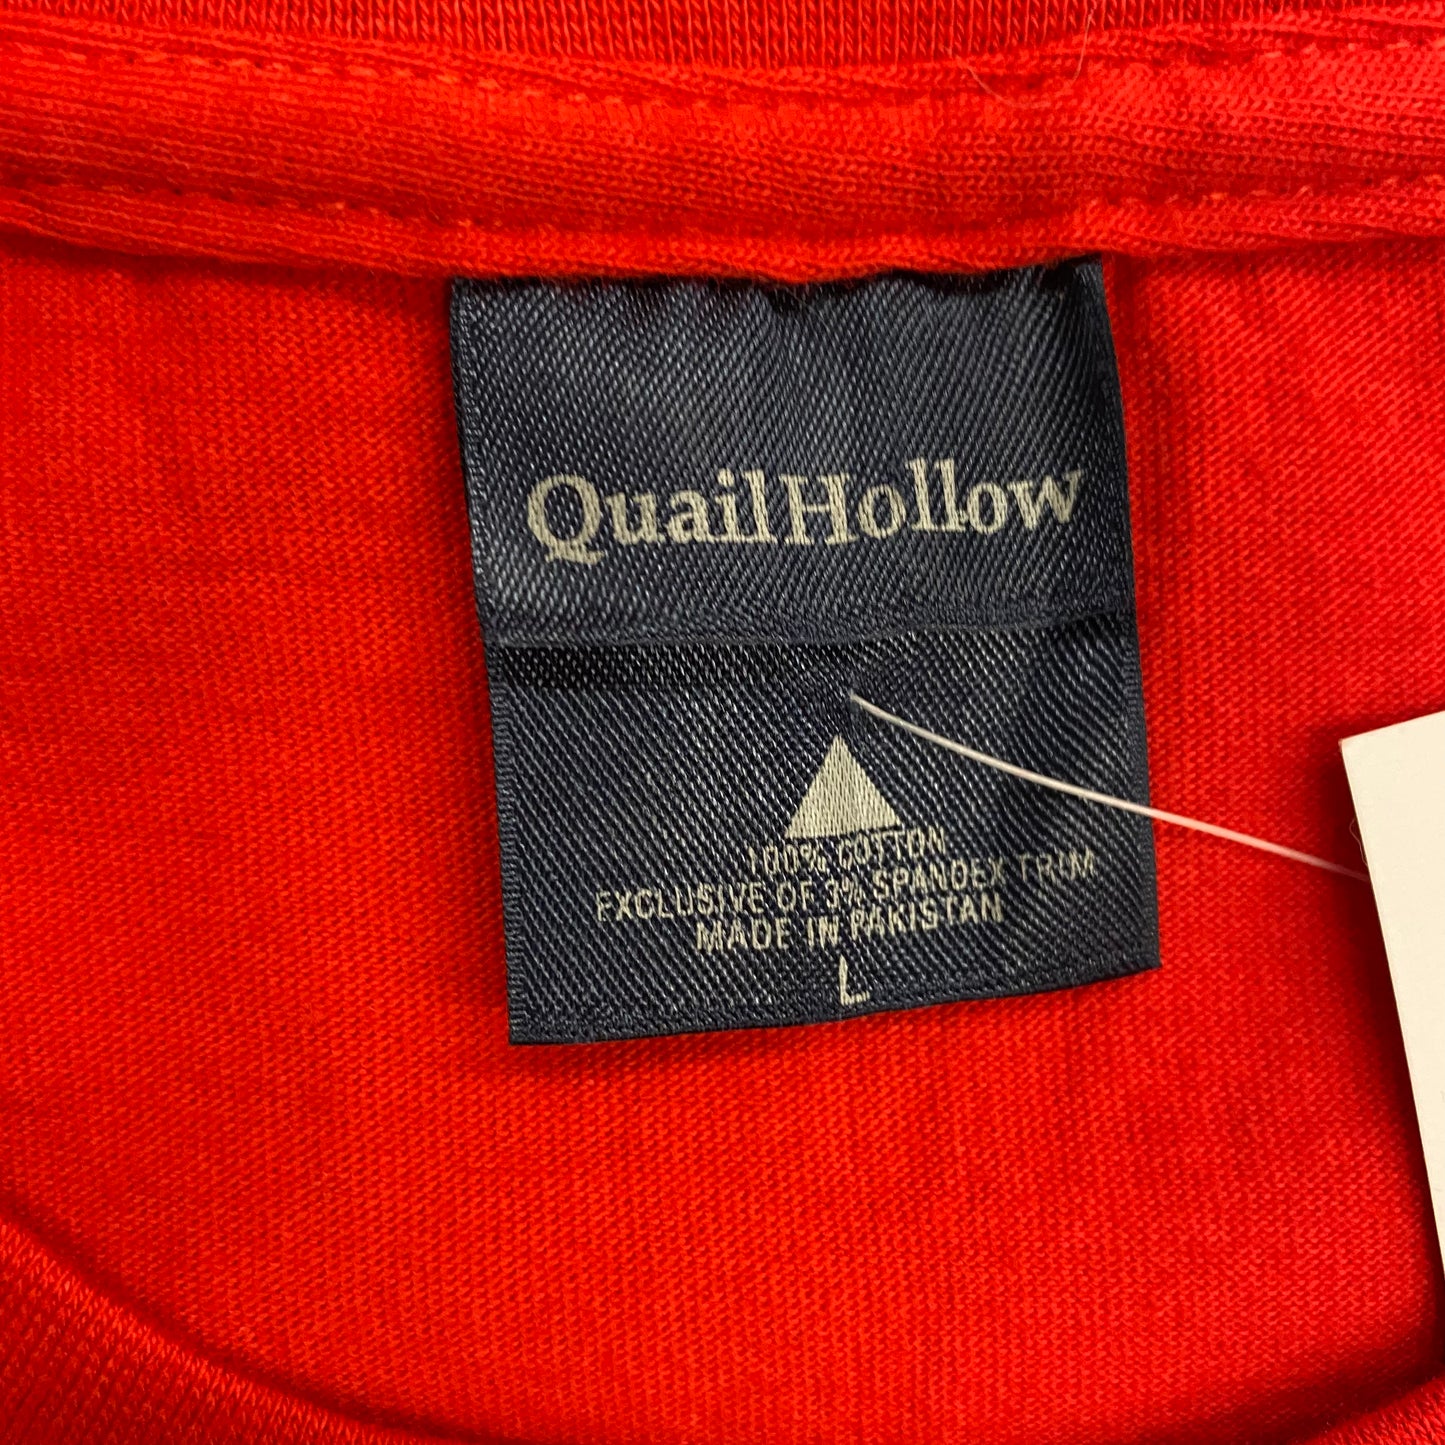 QuailHollow
100% COTTON
EXCLUSIVE OF 3% SPANDEX TRIM
MADE IN PAKISTAN
L